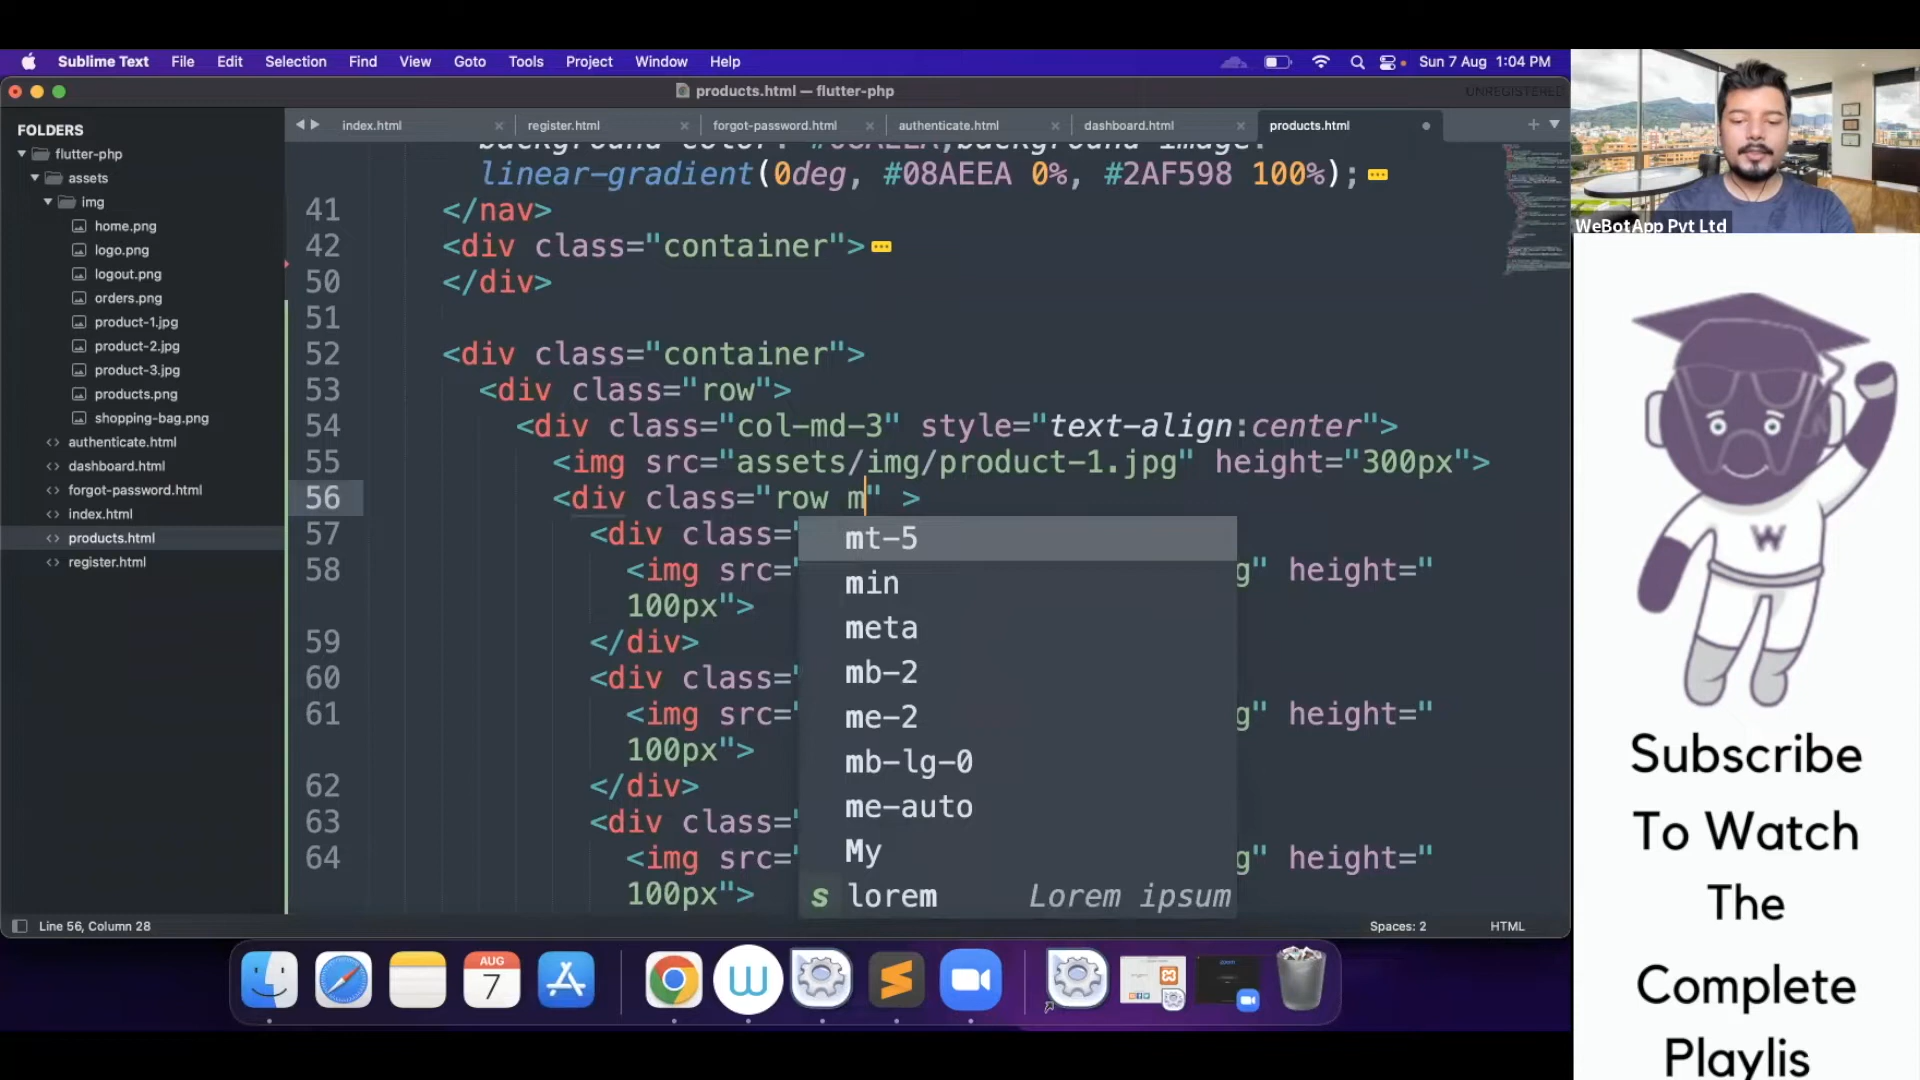 Sublime Text File Edit Selection Find View Goto Tools Project Window Help Sun 7 Aug 1:04 PM
products.html — flutter-php UNREGISTERED
FOLDERS
flutter-php
assets
img
home.png
logo.png
logout.png
orders.png
product-1.jpg
product-2.jpg
product-3.jpg
products.png
shopping-bag.png
authenticate.html
dashboard.html
forgot-password.html
index.html
products.html
register.html
index.html register.html forgot-password.html authenticate.html dashboard.html products.html
linear-gradient(0deg, #08AEEA 0%, #2AF598 100%);
41 </nav>
42 <div class="container">
50 </div>
51
52 <div class="container">
53 <div class="row">
54 <div class="col-md-3" style="text-align:center">
55 <img src="assets/img/product-1.jpg" height="300px">
56 <div class="row m" >
57 <div class="
58 <img src=" g" height="
100px">
59 </div>
60 <div class="
61 <img src=" g" height="
100px">
62 </div>
63 <div class="
64 <img src=" g" height="
100px">
mt-5
min
meta
mb-2
me-2
mb-lg-0
me-auto
My
s lorem Lorem ipsum
Line 56, Column 28 Spaces: 2 HTML
AUG
7
WeBotApp Pvt Ltd
W
Subscribe
To Watch
The
Complete
Playlis